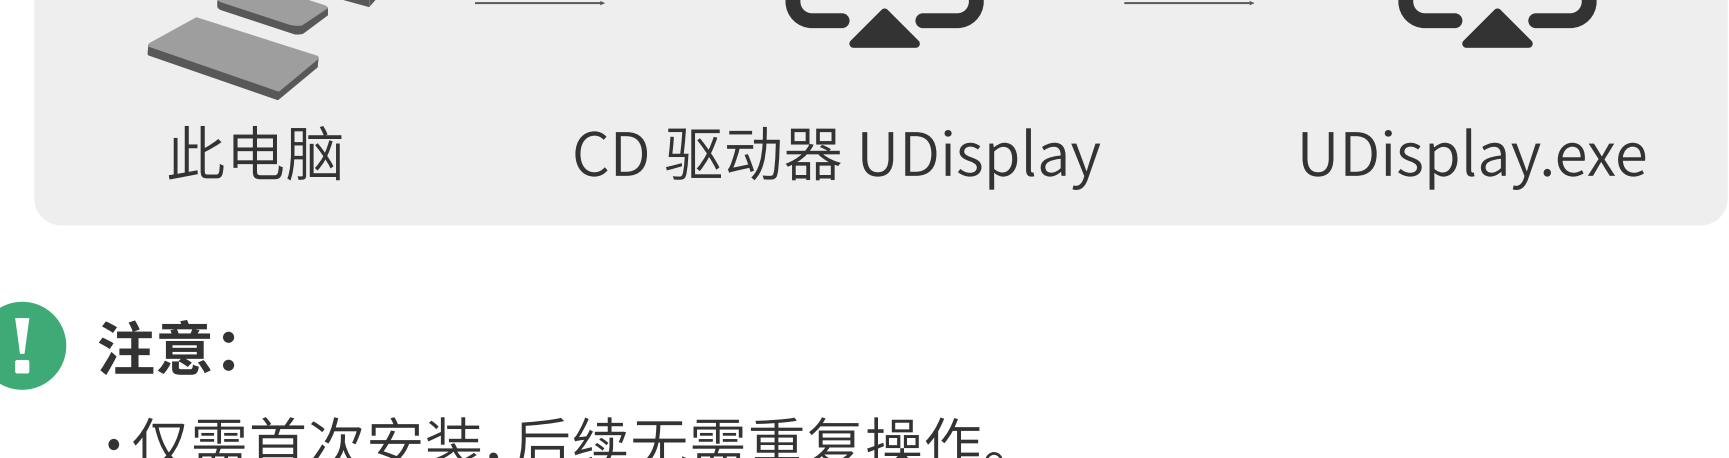 此电脑
CD 驱动器 UDisplay
UDisplay.exe
!
注意：
·仅需首次安装，后续无需重复操作。